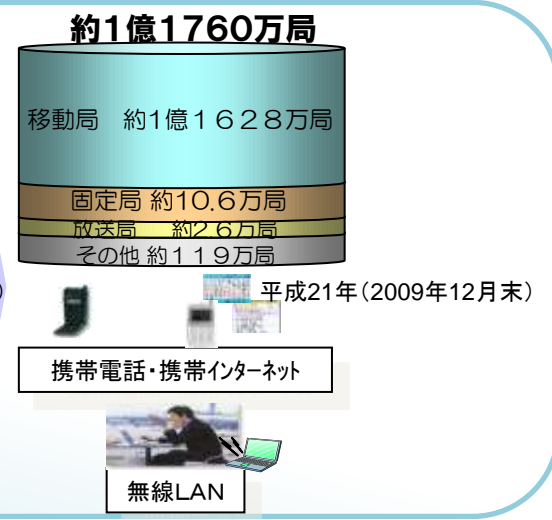 約1億1760万局
移動局　約1億１６２８万局
固定局 約10.6万局
放送局　約2.6万局
その他 約１１９万局
)
平成21年(2009年12月末)
携帯電話・携帯インターネット
無線LAN